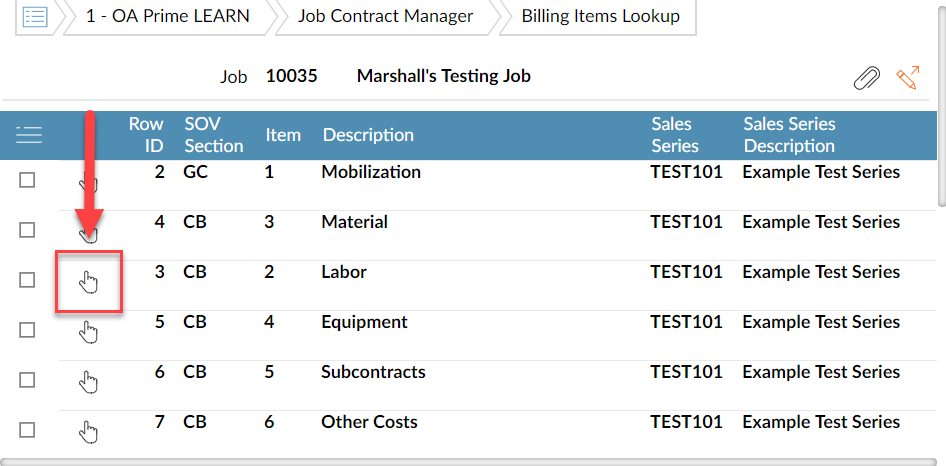 1 - OA Prime LEARN Job Contract Manager Billing Items Lookup
Job 10035 Marshall's Testing Job
Row ID SOV Section Item Description Sales Series Sales Series Description
2 GC 1 Mobilization TEST101 Example Test Series
4 CB 3 Material TEST101 Example Test Series
3 CB 2 Labor TEST101 Example Test Series
5 CB 4 Equipment TEST101 Example Test Series
6 CB 5 Subcontracts TEST101 Example Test Series
7 CB 6 Other Costs TEST101 Example Test Series